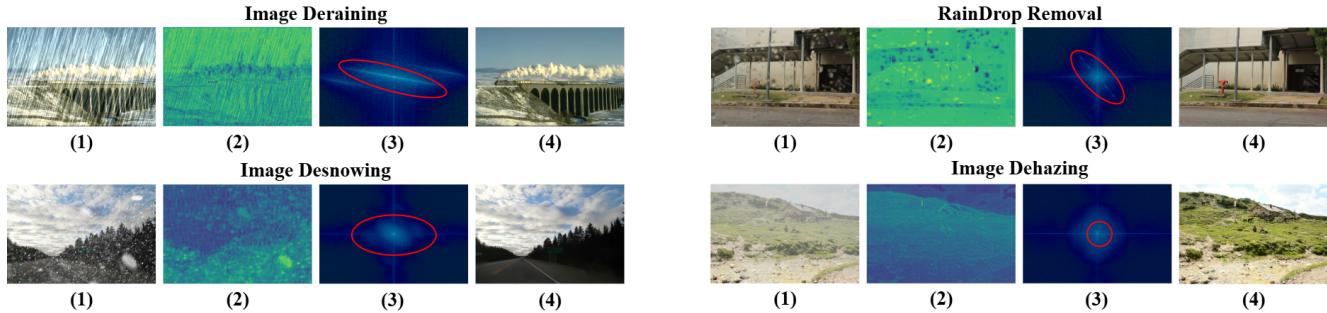 Image Deraining
(1) (2) (3) (4)
Image Desnowing
(1) (2) (3) (4)
RainDrop Removal
(1) (2) (3) (4)
Image Dehazing
(1) (2) (3) (4)